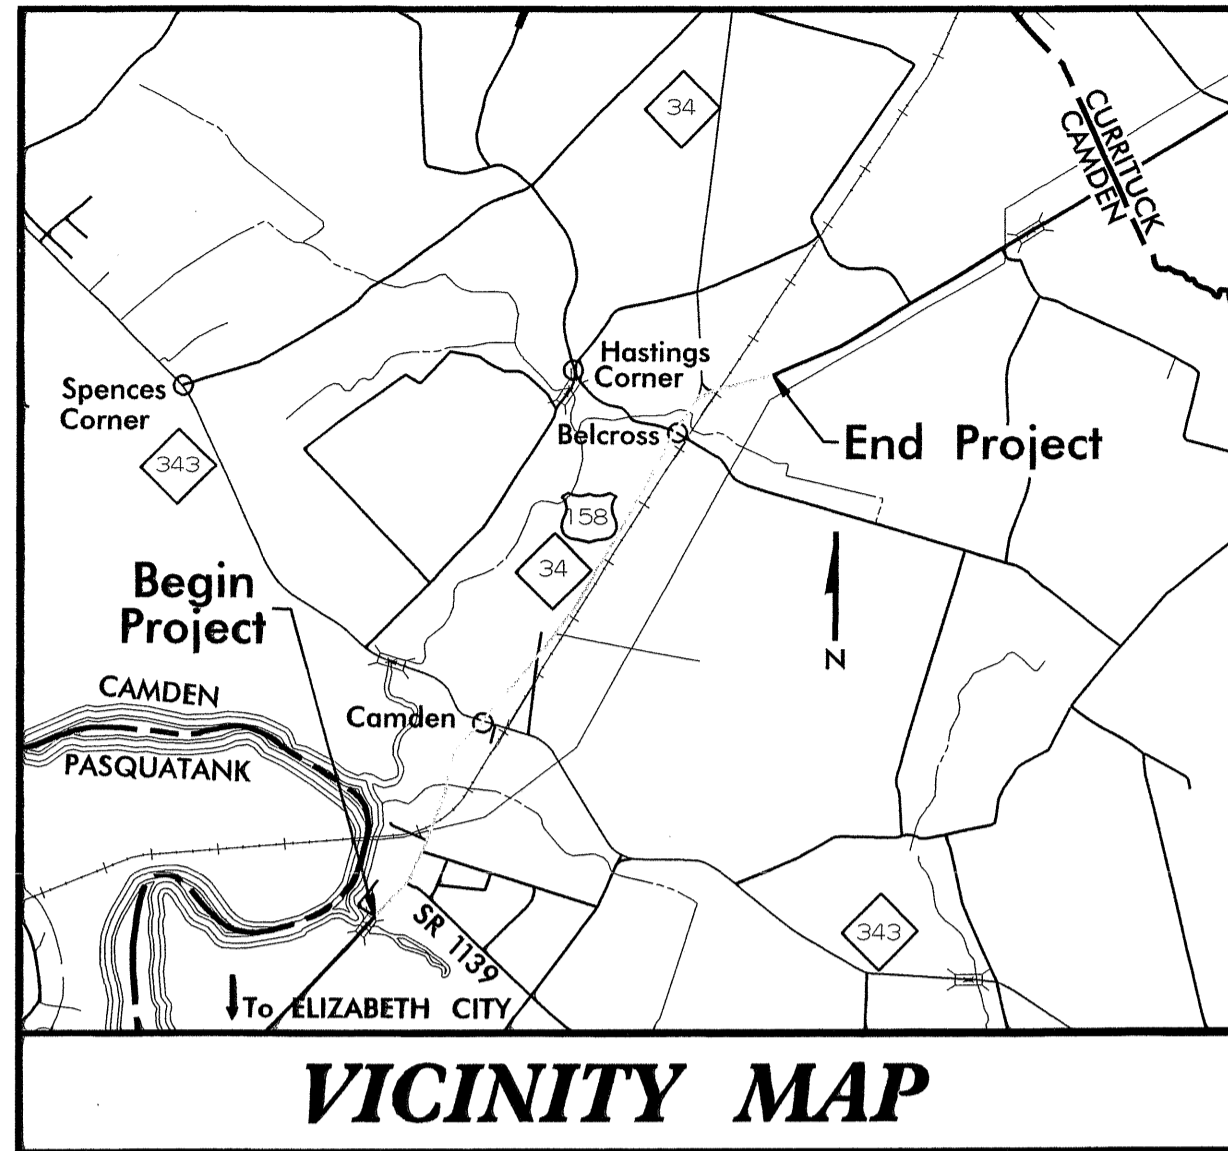 34
CURRITUCK
CAMDEN
Hastings
Corner
Spences
Corner
Belcross
End Project
343
158
34
Begin
Project
N
CAMDEN
Camden
PASQUATANK
343
SR 1139
To ELIZABETH CITY
VICINITY MAP